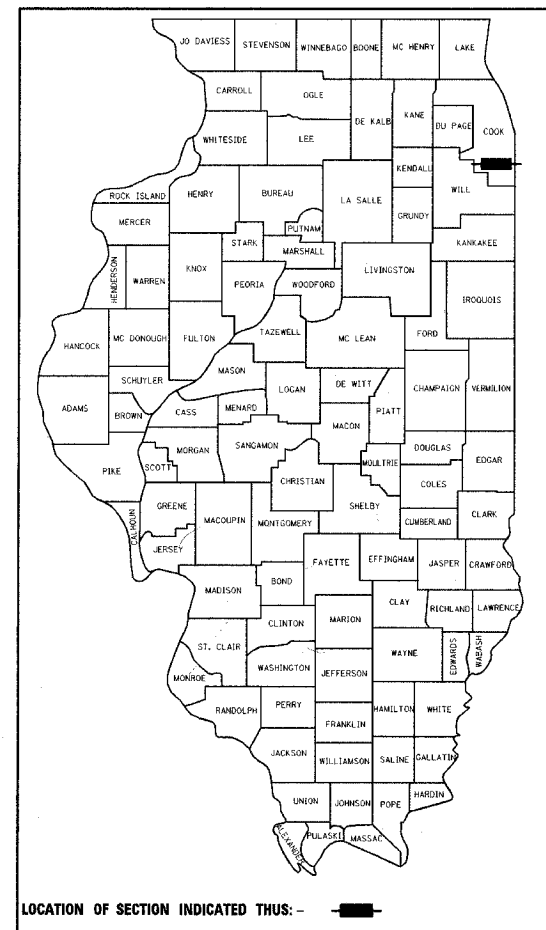 JO DAVIESS
STEVENSON
WINNEBAGO
BOONE
MC HENRY
LAKE
CARROLL
OGLE
DE KALB
KANE
DU PAGE
COOK
WHITESIDE
LEE
KENDALL
WILL
ROCK ISLAND
HENRY
BUREAU
LA SALLE
GRUNDY
MERCER
PUTNAM
KANKAKEE
STARK
MARSHALL
HENDERSON
WARREN
KNOX
PEORIA
WOODFORD
LIVINGSTON
IROQUOIS
FULTON
TAZEWELL
MC LEAN
FORD
HANCOCK
MC DONOUGH
MASON
SCHUYLER
LOGAN
DE WITT
CHAMPAIGN
VERMILION
ADAMS
BROWN
CASS
MENARD
MACON
PIATT
PIKE
SCOTT
MORGAN
SANGAMON
MOULTRIE
DOUGLAS
EDGAR
CHRISTIAN
COLES
CALHOUN
GREENE
MACOUPIN
MONTGOMERY
SHELBY
CUMBERLAND
CLARK
JERSEY
FAYETTE
EFFINGHAM
JASPER
CRAWFORD
MADISON
BOND
CLAY
RICHLAND
LAWRENCE
CLINTON
MARION
ST. CLAIR
WAYNE
EDWARDS
WABASH
MONROE
WASHINGTON
JEFFERSON
RANDOLPH
PERRY
HAMILTON
WHITE
FRANKLIN
JACKSON
WILLIAMSON
SALINE
GALLATIN
UNION
JOHNSON
POPE
HARDIN
ALEXANDER
PULASKI
MASSAC
LOCATION OF SECTION INDICATED THUS: -